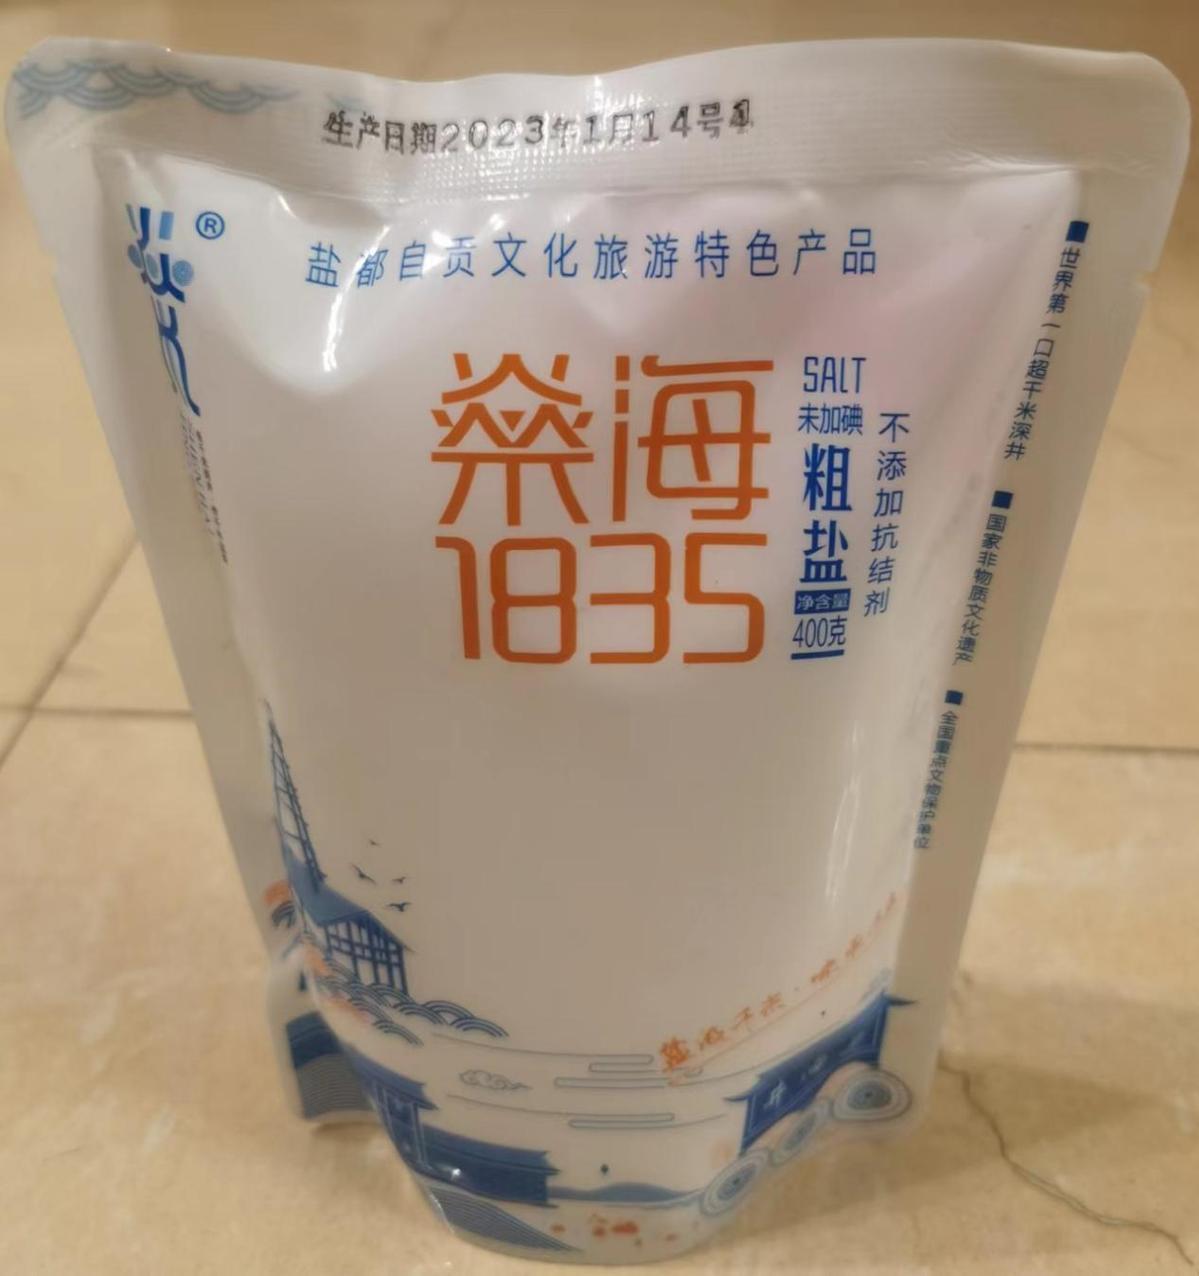 生产日期2023年1月14号4
®
盐都自贡文化旅游特色产品
燊海
1835
SALT
未加碘
粗盐
净含量
400克
不添加抗结剂
世界第一口超千米深井
国家非物质文化遗产
全国重点文物保护单位